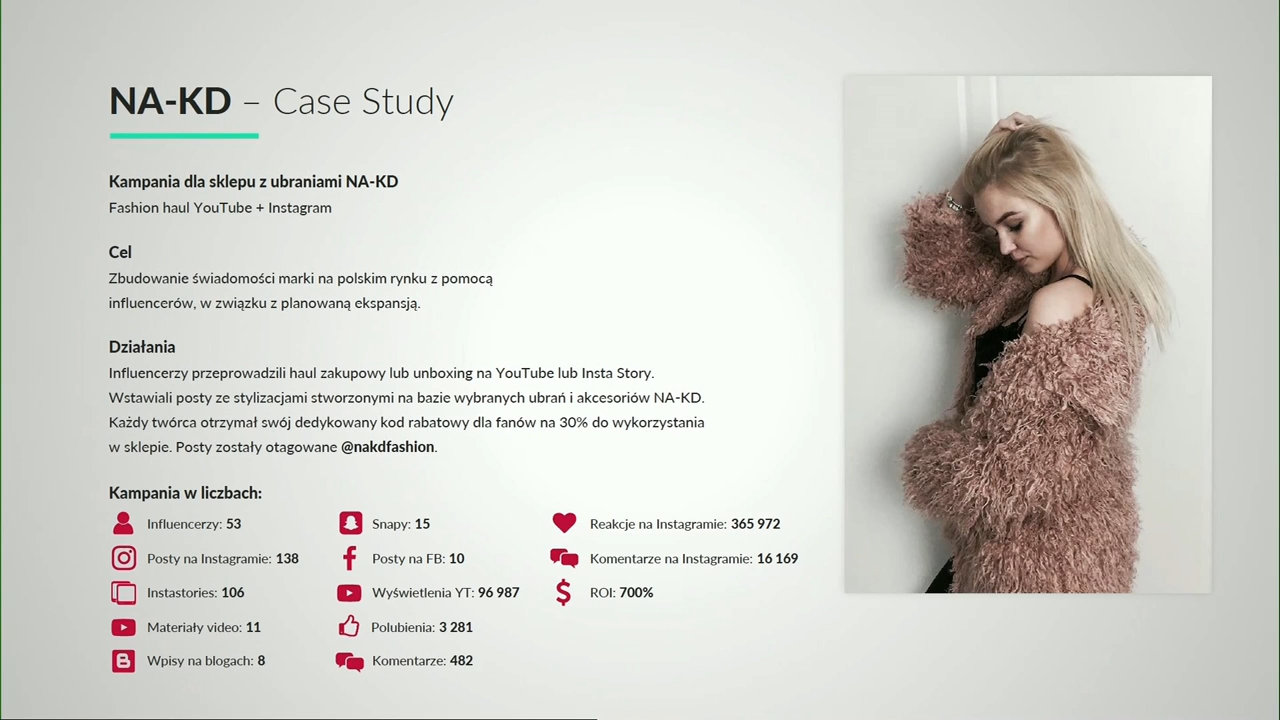 NA-KD – Case Study
Kampania dla sklepu z ubraniami NA-KD
Fashion haul YouTube + Instagram
Cel
Zbudowanie świadomości marki na polskim rynku z pomocą
influencerów, w związku z planowaną ekspansją.
Działania
Influencerzy przeprowadzili haul zakupowy lub unboxing na YouTube lub Insta Story.
Wstawiali posty ze stylizacjami stworzonymi na bazie wybranych ubrań i akcesoriów NA-KD.
Każdy twórca otrzymał swój dedykowany kod rabatowy dla fanów na 30% do wykorzystania
w sklepie. Posty zostały otagowane @nakdfashion.
Kampania w liczbach:
Influencerzy: 53
Posty na Instagramie: 138
Instastories: 106
Materiały video: 11
Wpisy na blogach: 8
Snapy: 15
Posty na FB: 10
Wyświetlenia YT: 96 987
Polubienia: 3 281
Komentarze: 482
Reakcje na Instagramie: 365 972
Komentarze na Instagramie: 16 169
ROI: 700%